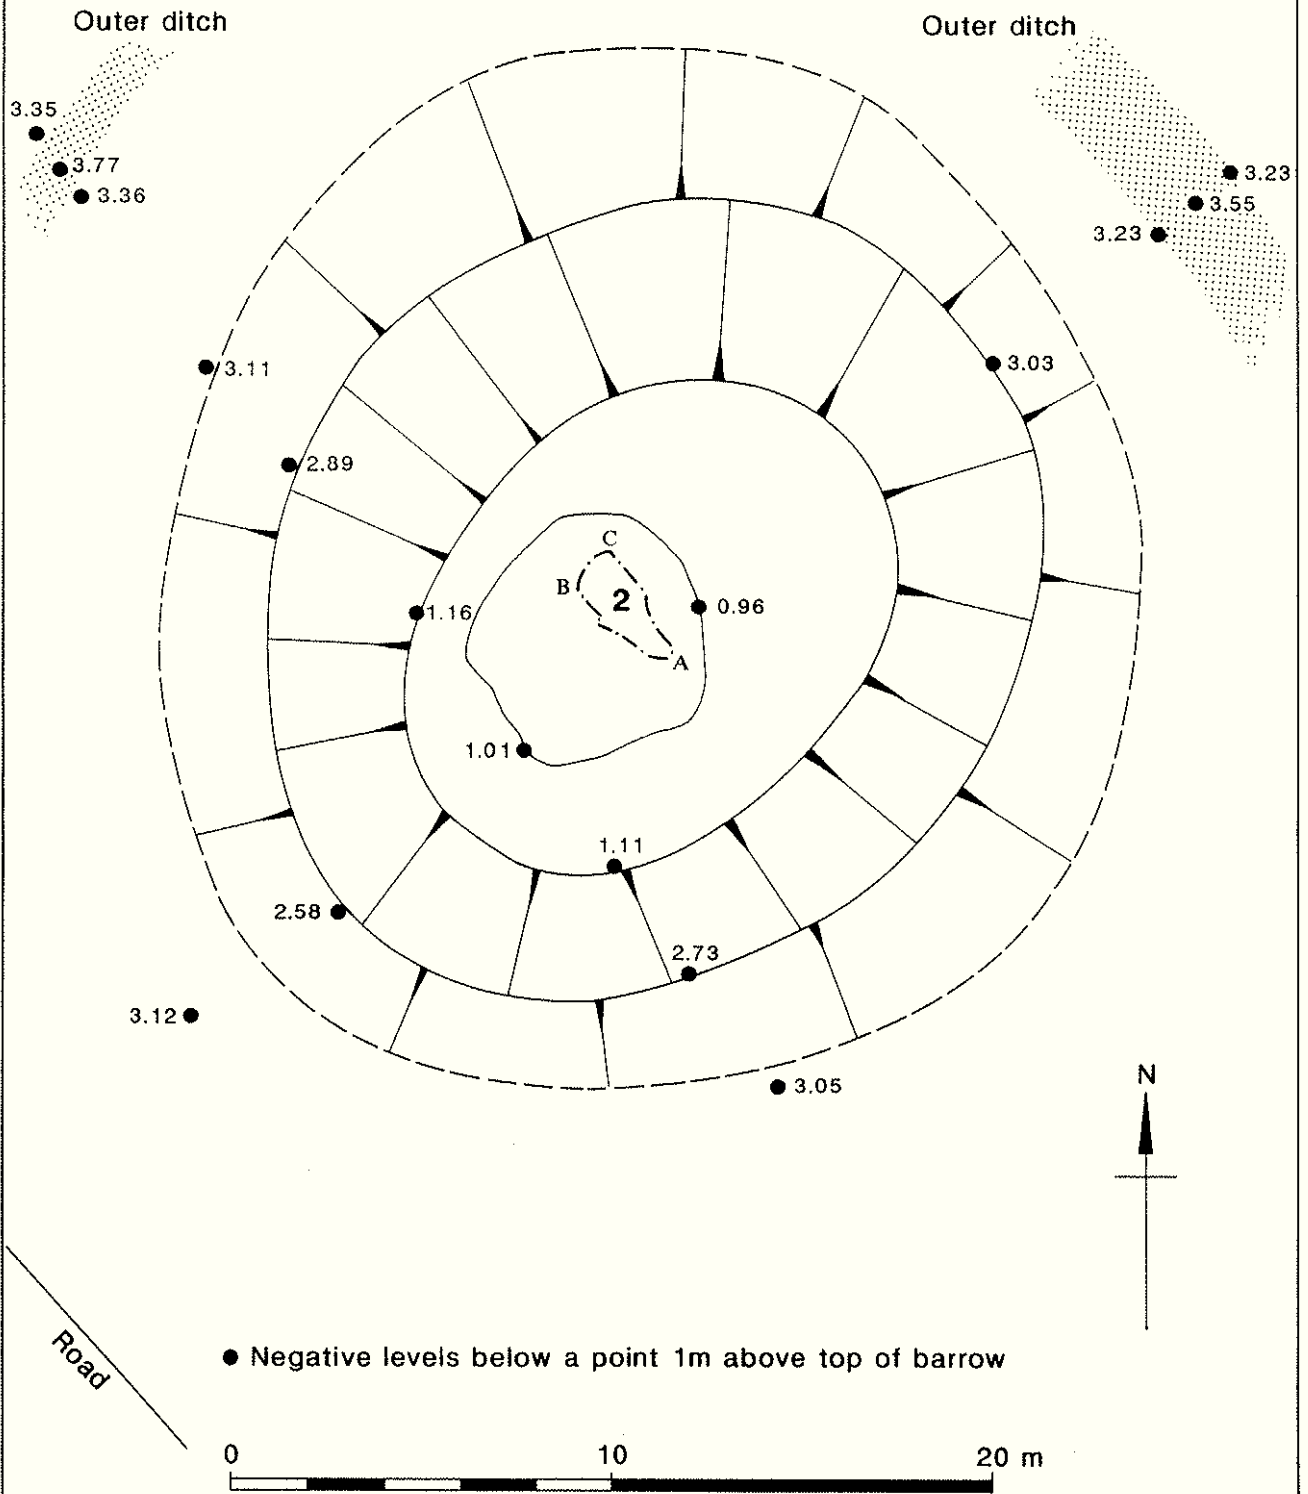 Outer ditch
Outer ditch
3.35
3.77
3.36
3.23
3.55
3.23
3.11
3.03
2.89
C
B
2
1.16
0.96
A
1.01
1.11
2.58
2.73
3.12
3.05
N
Road
Negative levels below a point 1m above top of barrow
0 10 20 m